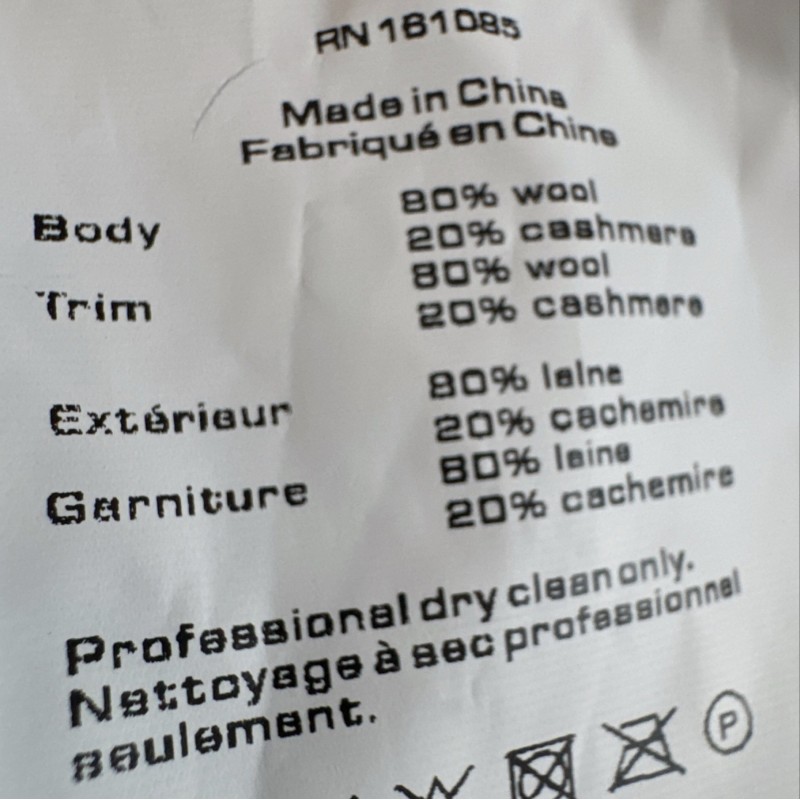 RN 161085
Made in China
Fabriqué en Chine
Body 80% wool
20% cashmere
Trim 80% wool
20% cashmere
Extérieur 80% laine
20% cachemire
Garniture 80% laine
20% cachemire
Professional dry clean only.
Nettoyage à sec professionnel
seulement.
P